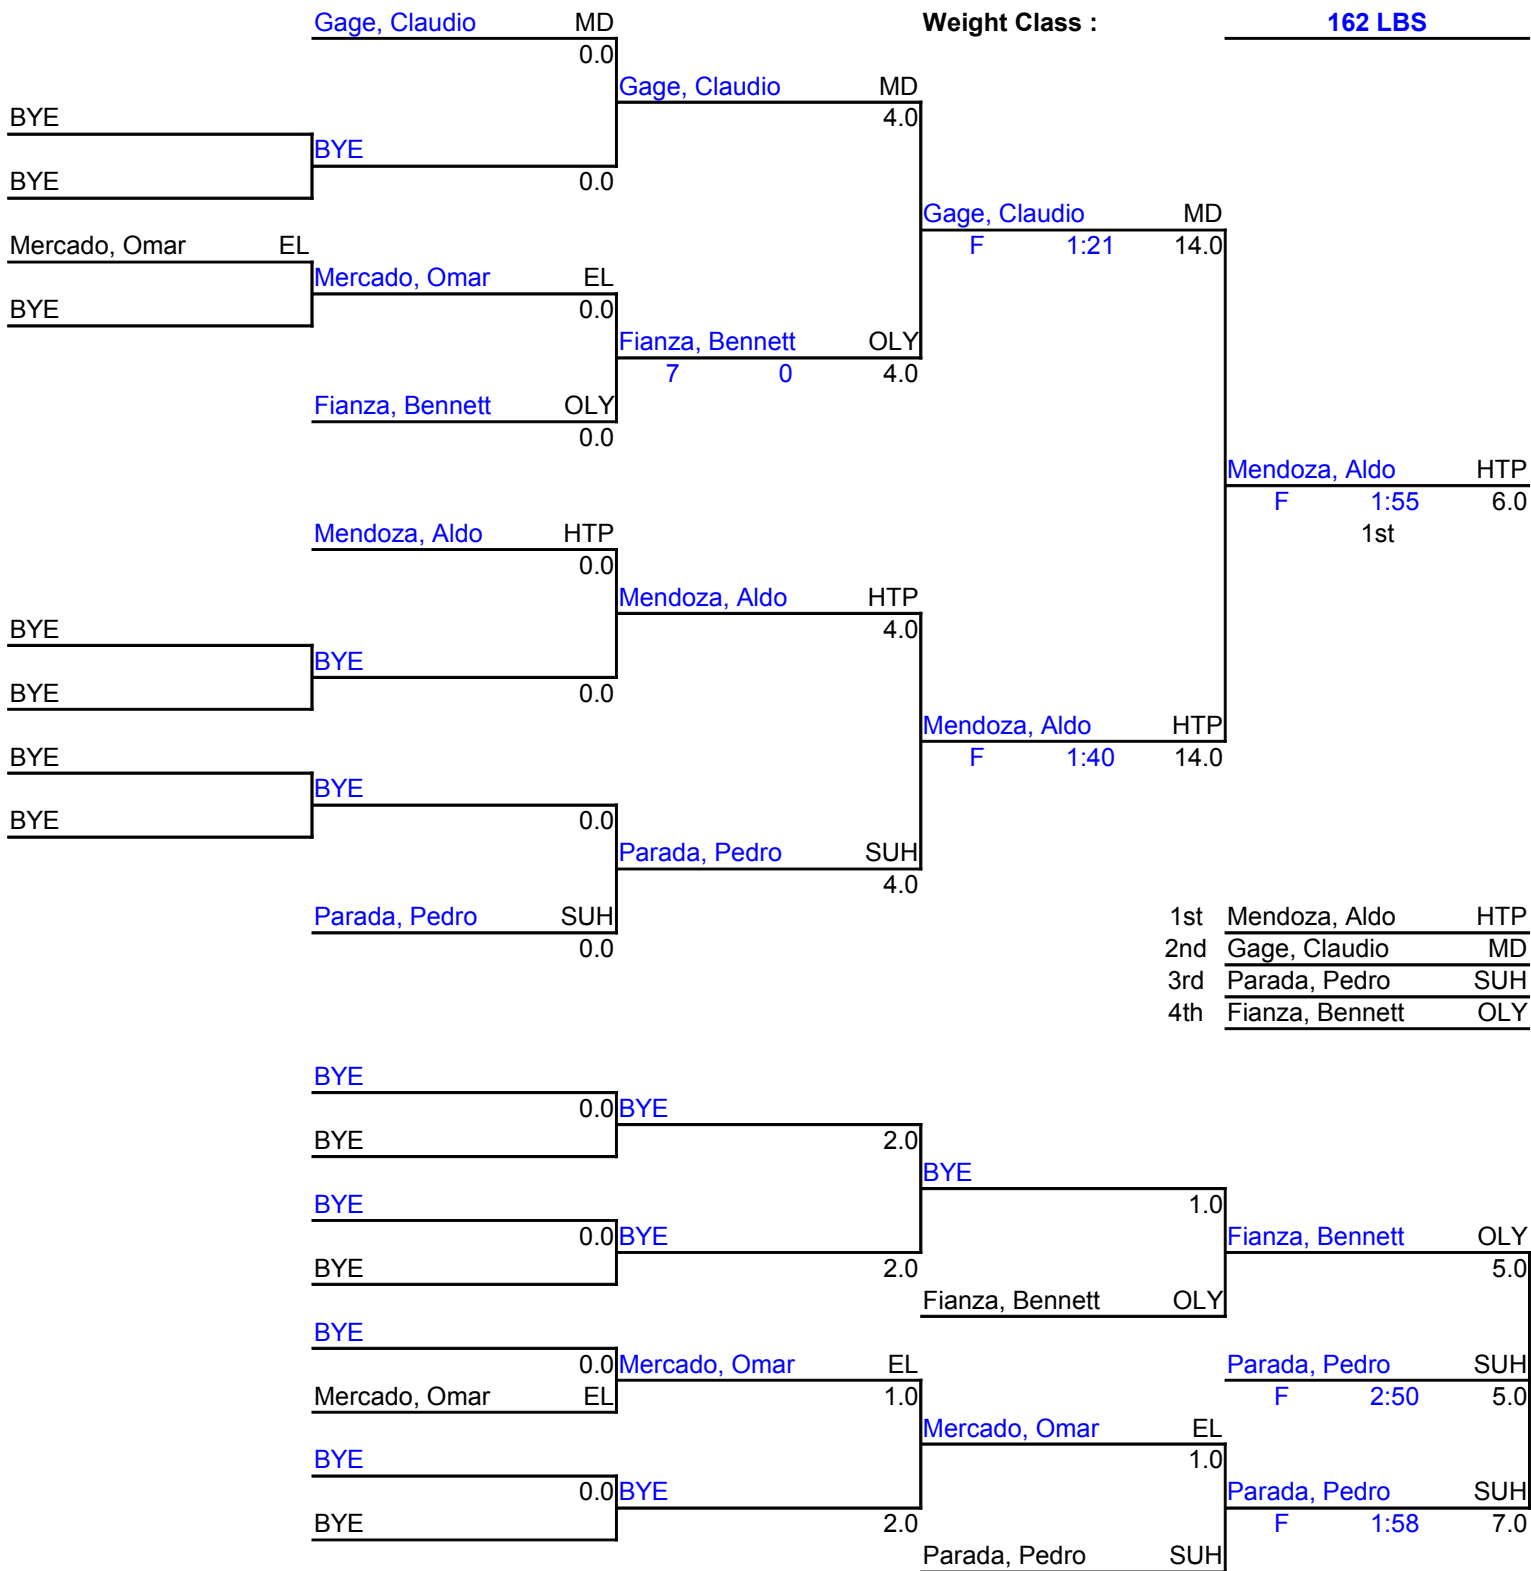 Gage, Claudio MD Weight Class : 162 LBS
0.0
Gage, Claudio MD
BYE 4.0
BYE
BYE 0.0
Gage, Claudio MD
Mercado, Omar EL F 1:21 14.0
Mercado, Omar EL
BYE 0.0
Fianza, Bennett OLY
7 0 4.0
Fianza, Bennett OLY
0.0
Mendoza, Aldo HTP
F 1:55 6.0
Mendoza, Aldo HTP 1st
0.0
Mendoza, Aldo HTP
BYE 4.0
BYE
BYE 0.0
Mendoza, Aldo HTP
BYE F 1:40 14.0
BYE
BYE 0.0
Parada, Pedro SUH
4.0
Parada, Pedro SUH 1st Mendoza, Aldo HTP
0.0 2nd Gage, Claudio MD
3rd Parada, Pedro SUH
4th Fianza, Bennett OLY
BYE
0.0 BYE
BYE 2.0
BYE
BYE 1.0
0.0 BYE Fianza, Bennett OLY
BYE 2.0 5.0
Fianza, Bennett OLY
BYE
0.0 Mercado, Omar EL Parada, Pedro SUH
Mercado, Omar EL 1.0 F 2:50 5.0
Mercado, Omar EL
BYE 1.0
0.0 BYE Parada, Pedro SUH
BYE 2.0 F 1:58 7.0
Parada, Pedro SUH